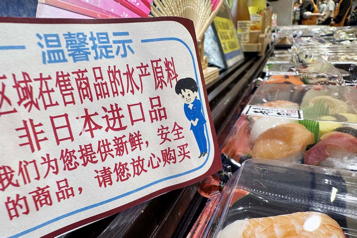 温馨提示
区域在售商品的水产原料
非日本进口商品
我们为您提供新鲜，安全
的商品，请您放心购买